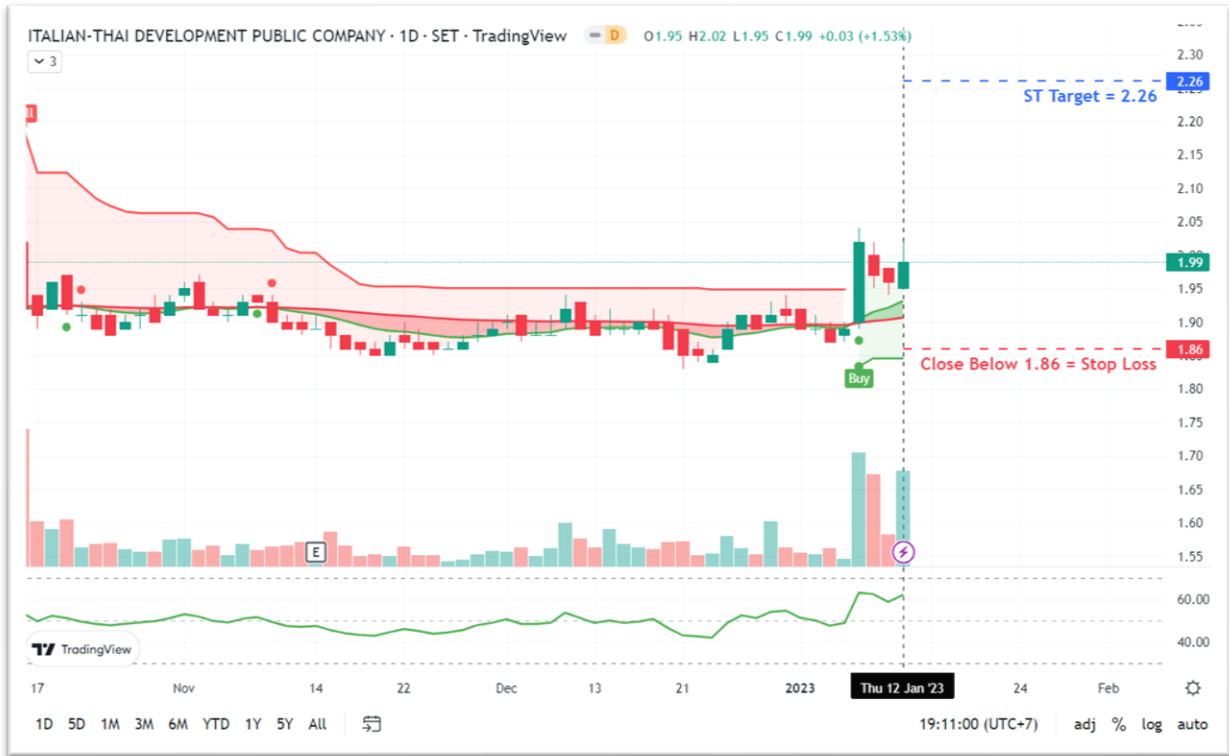 ITALIAN-THAI DEVELOPMENT PUBLIC COMPANY · 1D · SET · TradingView D O1.95 H2.02 L1.95 C1.99 +0.03 (+1.53%)
3
2.30
2.26
ST Target = 2.26
2.20
2.15
2.10
2.05
1.99
1.95
1.90
1.86
Close Below 1.86 = Stop Loss
Buy
1.80
1.75
1.70
1.65
1.60
E
1.55
60.00
40.00
TradingView
17 Nov 14 22 Dec 13 21 2023 Thu 12 Jan '23 24 Feb
1D 5D 1M 3M 6M YTD 1Y 5Y All 19:11:00 (UTC+7) adj % log auto